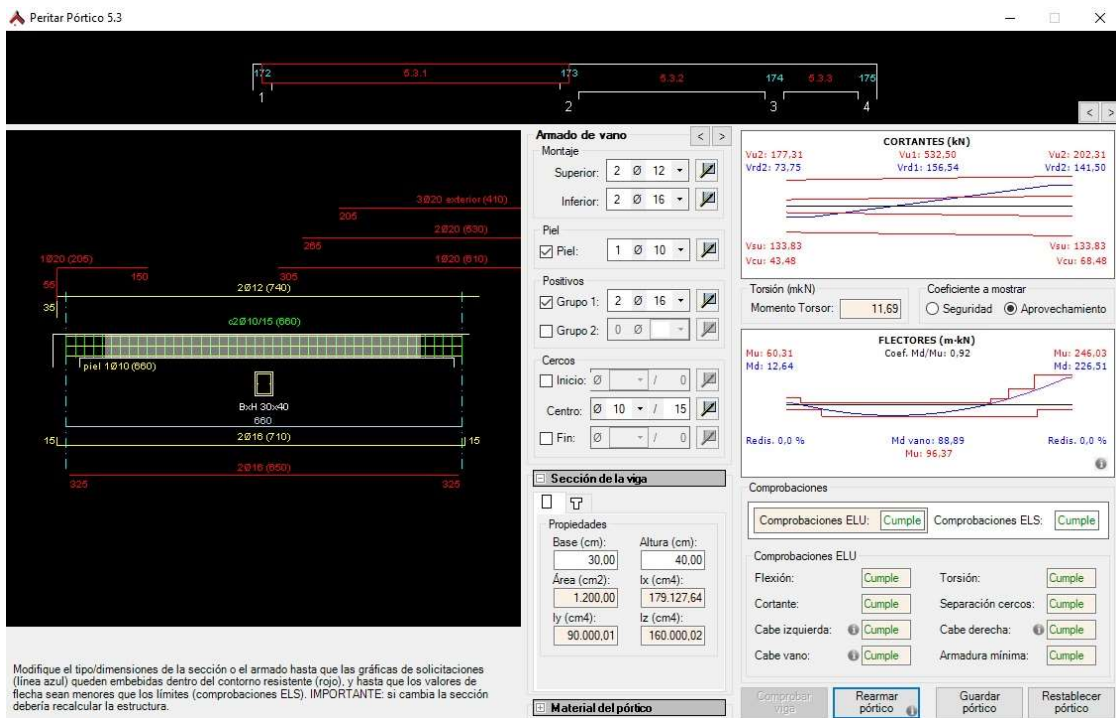 Peritar Pórtico 5.3
172 5.3.1 173 5.3.2 174 5.3.3 175
1 2 3 4
< >
3Ø20 exterior (410)
205
2Ø20 (530)
265
1Ø20 (205) 1Ø20 (610)
150 305
55
2Ø12 (740)
35
c2Ø10/15 (660)
piel 1Ø10 (660)
BxH 30x40
660
2Ø16 (710)
15 15
2Ø16 (650)
325 325
Modifique el tipo/dimensiones de la sección o el armado hasta que las gráficas de solicitaciones
(línea azul) queden embebidas dentro del contorno resistente (rojo), y hasta que los valores de
flecha sean menores que los límites (comprobaciones ELS). IMPORTANTE: si cambia la sección
debería recalcular la estructura.
Armado de vano < >
Montaje
Superior: 2 Ø 12
Inferior: 2 Ø 16
Piel
Piel: 1 Ø 10
Positivos
Grupo 1: 2 Ø 16
Grupo 2: 0 Ø
Cercos
Inicio: Ø / 0
Centro: Ø 10 / 15
Fin: Ø / 0
Sección de la viga
Propiedades
Base (cm): Altura (cm):
30,00 40,00
Área (cm2): Ix (cm4):
1.200,00 179.127,64
Iy (cm4): Iz (cm4):
90.000,01 160.000,02
Material del pórtico
CORTANTES (kN)
Vu2: 177,31 Vu1: 532,50 Vu2: 202,31
Vrd2: 73,75 Vrd1: 156,54 Vrd2: 141,50
Vsu: 133,83 Vsu: 133,83
Vcu: 43,48 Vcu: 68,48
Torsión (mkN) Coeficiente a mostrar
Momento Torsor: 11,69 Seguridad Aprovechamiento
FLECTORES (m·kN)
Mu: 60,31 Coef. Md/Mu: 0,92 Mu: 246,03
Md: 12,64 Md: 226,51
Redis. 0,0 % Md vano: 88,89 Redis. 0,0 %
Mu: 96,37
Comprobaciones
Comprobaciones ELU: Cumple Comprobaciones ELS: Cumple
Comprobaciones ELU
Flexión: Cumple Torsión: Cumple
Cortante: Cumple Separación cercos: Cumple
Cabe izquierda: Cumple Cabe derecha: Cumple
Cabe vano: Cumple Armadura mínima: Cumple
Comprobar viga Rearmar pórtico Guardar pórtico Restablecer pórtico